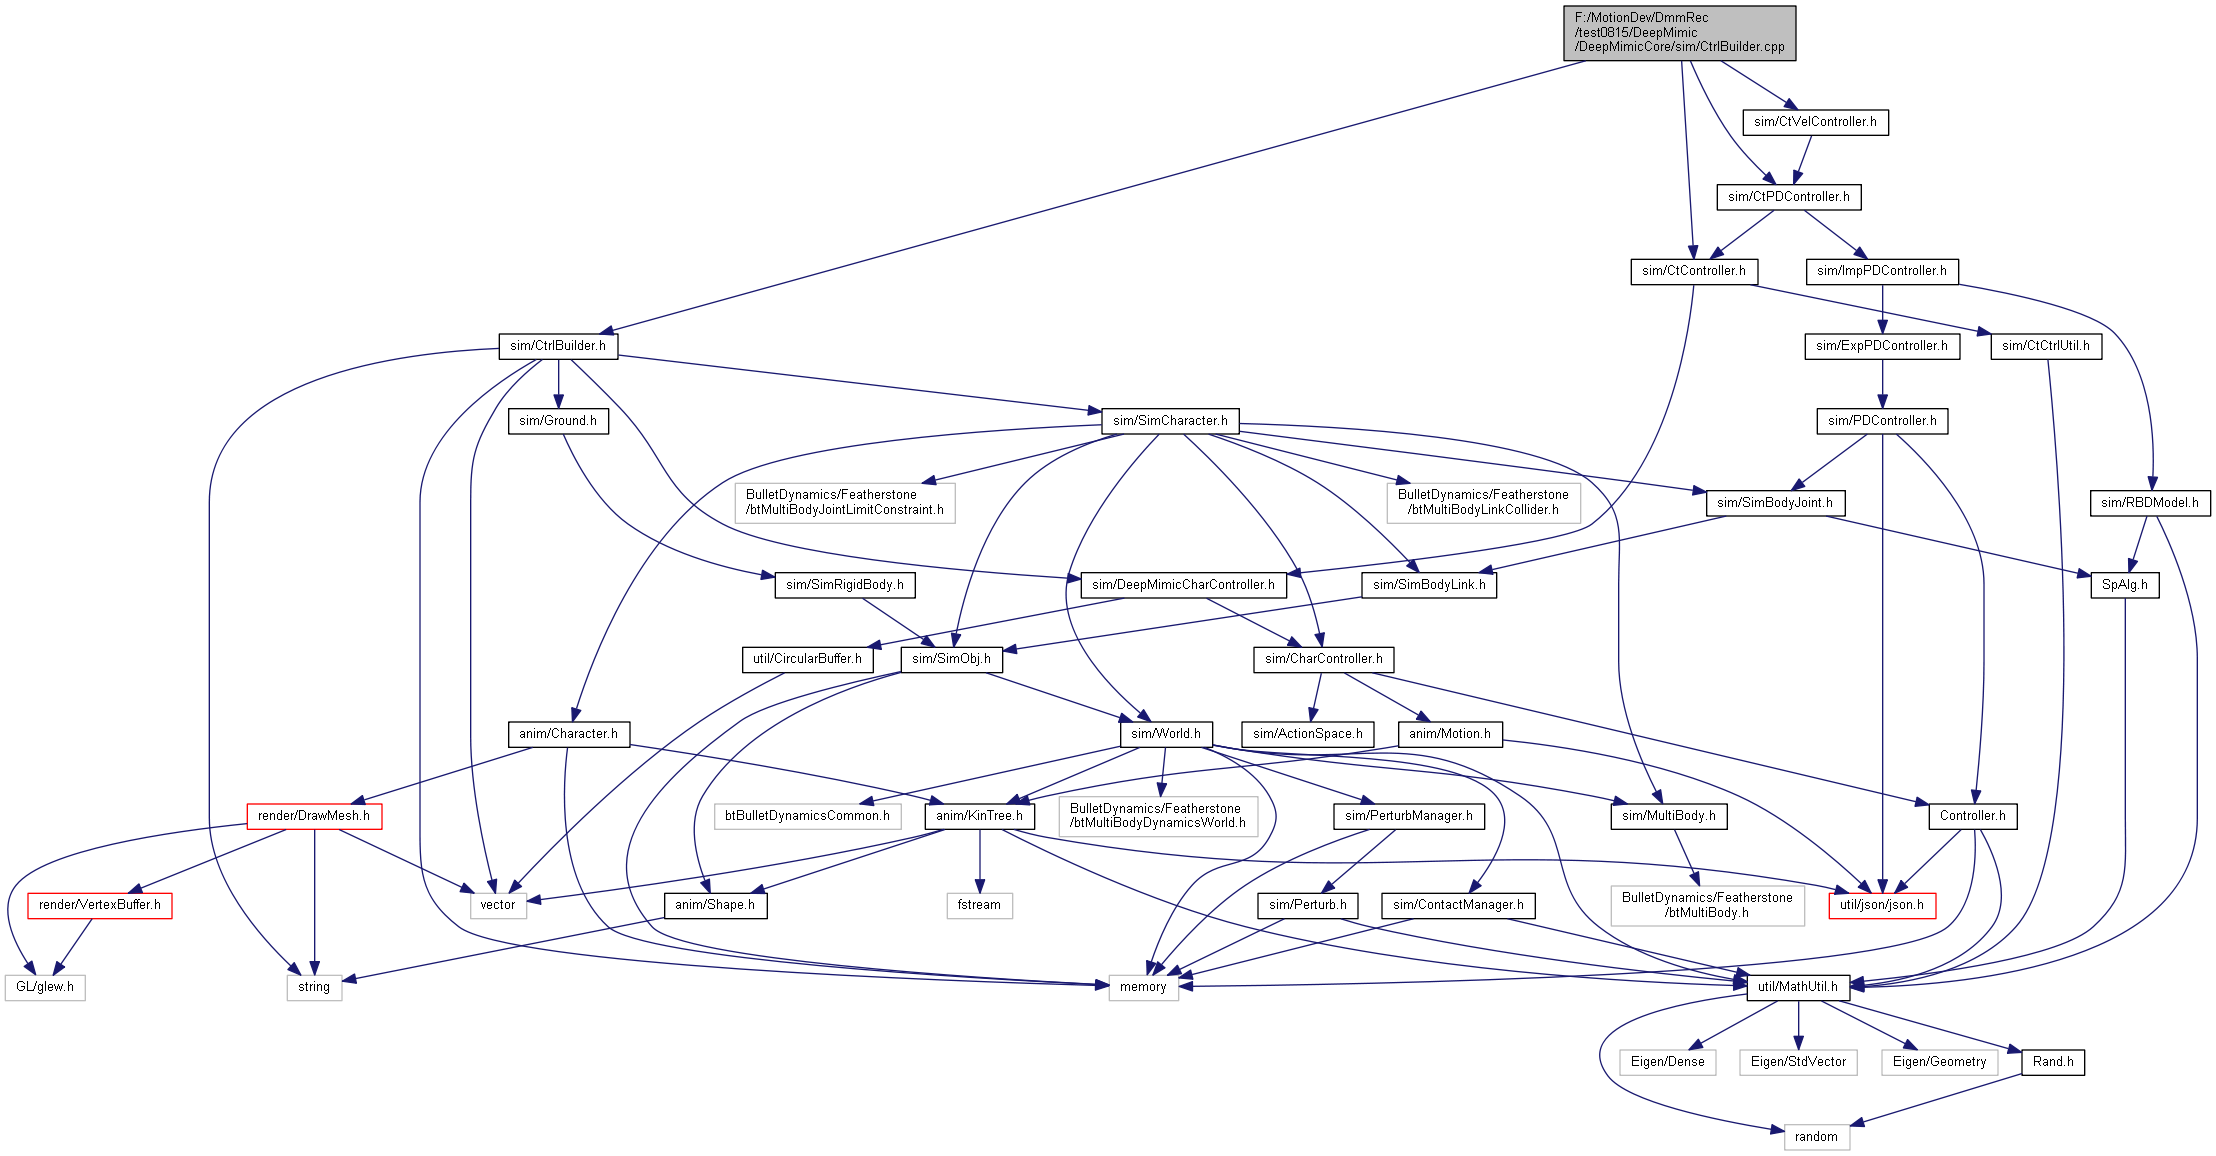 F:/MotionDew/DmmRec
/test0815/DeepMimic
/DeepMimicCore/sim/CtrlBuilder.cpp
sim/CtVelController.h
sim/CtPDController.h
sim/CtController.h
sim/ImpPDController.h
sim/CtrlBuilder.h
sim/ExpPDController.h
sim/CtCtrlUtil.h
sim/Ground.h
sim/SimCharacter.h
sim/PDController.h
BulletDynamics/Featherstone
/btMultiBodyJointLimitConstraint.h
BulletDynamics/Featherstone
/btMultiBodyLinkCollider.h
sim/SimBodyJoint.h
sim/RBDModel.h
sim/SimRigidBody.h
sim/DeepMimicCharController.h
sim/SimBodyLink.h
SpAlg.h
util/CircularBuffer.h
sim/SimObj.h
sim/CharController.h
anim/Character.h
sim/World.h
sim/ActionSpace.h
anim/Motion.h
render/DrawMesh.h
btBulletDynamicsCommon.h
anim/KinTree.h
BulletDynamics/Featherstone
/btMultiBodyDynamicsWorld.h
sim/PerturbManager.h
sim/MultiBody.h
Controller.h
render/VertexBuffer.h
vector
anim/Shape.h
fstream
sim/Perturb.h
sim/ContactManager.h
BulletDynamics/Featherstone
/btMultiBody.h
util/json/json.h
GL/glew.h
string
memory
util/MathUtil.h
Eigen/Dense
Eigen/StdVector
Eigen/Geometry
Rand.h
random